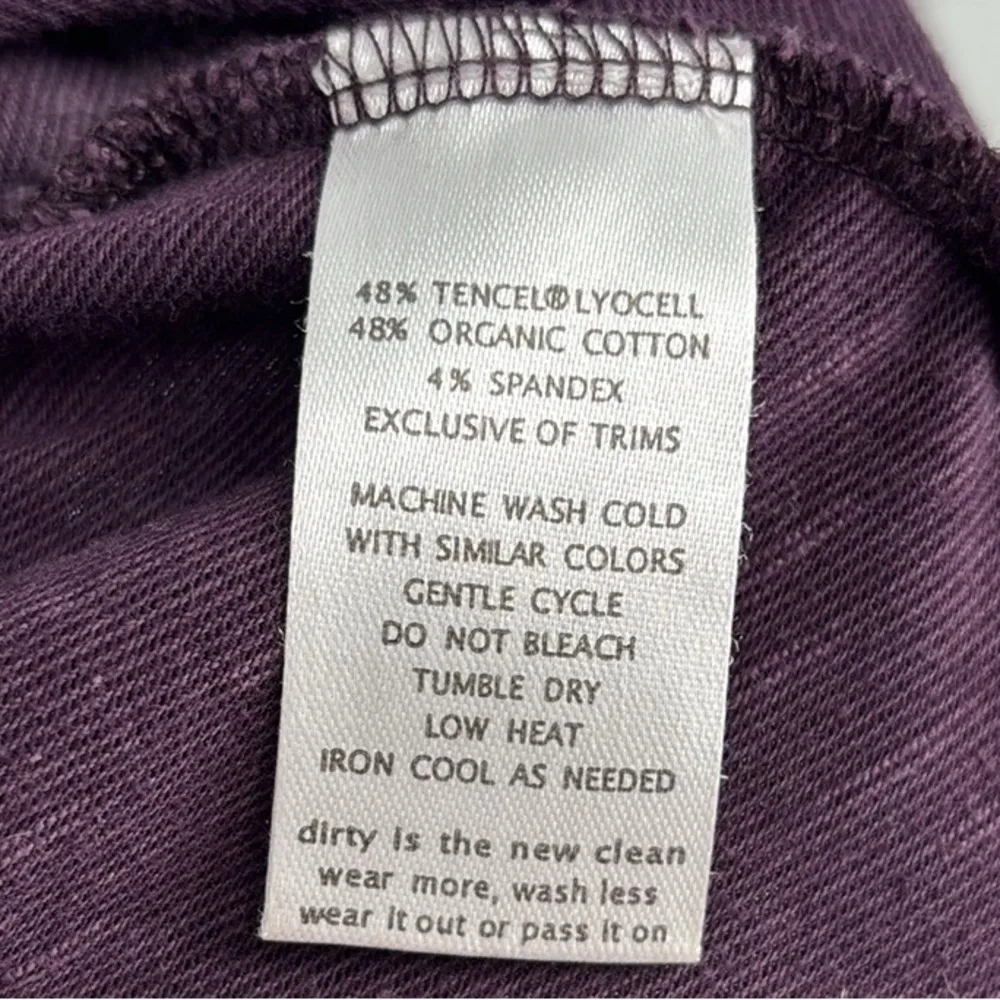 48% TENCEL® LYOCELL
48% ORGANIC COTTON
4% SPANDEX
EXCLUSIVE OF TRIMS
MACHINE WASH COLD
WITH SIMILAR COLORS
GENTLE CYCLE
DO NOT BLEACH
TUMBLE DRY
LOW HEAT
IRON COOL AS NEEDED
dirty is the new clean
wear more, wash less
wear it out or pass it on